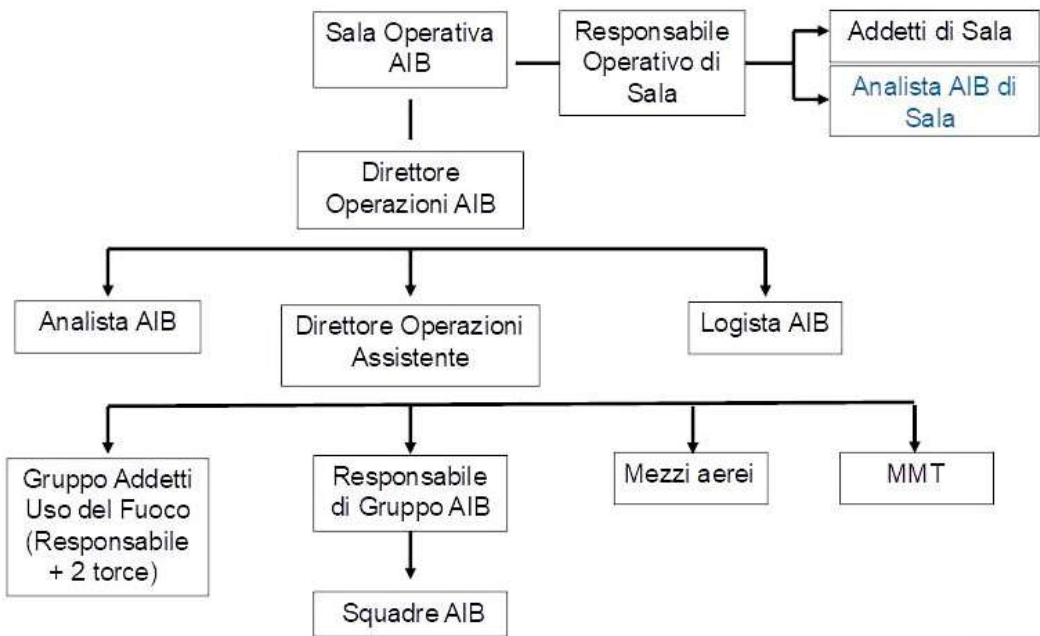 Sala Operativa
AIB
Responsabile
Operativo di
Sala
Addetti di Sala
Analista AIB di
Sala
Direttore
Operazioni AIB
Analista AIB
Direttore Operazioni
Assistente
Logista AIB
Gruppo Addetti
Uso del Fuoco
(Responsabile
+ 2 torce)
Responsabile
di Gruppo AIB
Mezzi aerei
MMT
Squadre AIB